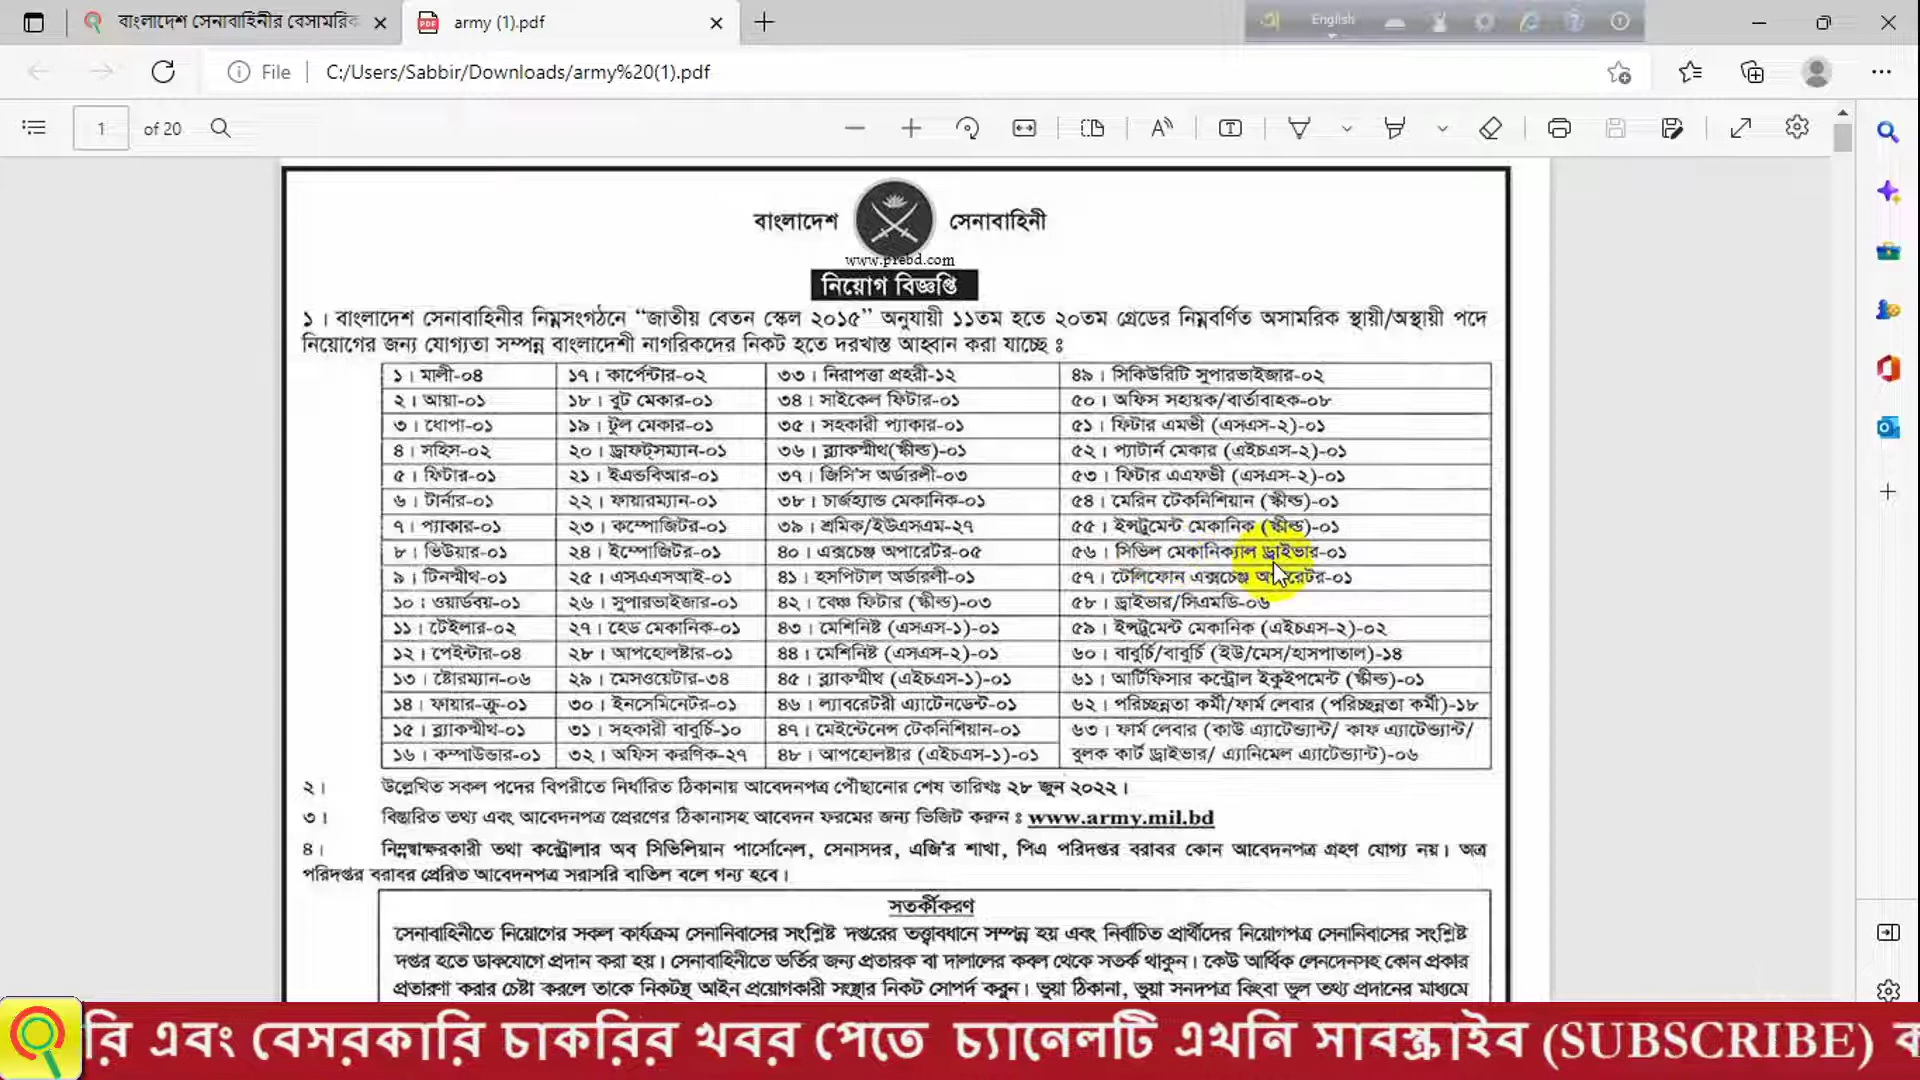 বাংলাদেশ সেনাবাহিনীর বেসামরিক
army (1).pdf
English
File
C:/Users/Sabbir/Downloads/army%20(1).pdf
1 of 20
বাংলাদেশ সেনাবাহিনী
www.prebd.com
নিয়োগ বিজ্ঞপ্তি
১। বাংলাদেশ সেনাবাহিনীর নিম্নসংগঠনে “জাতীয় বেতন স্কেল ২০১৫” অনুযায়ী ১১তম হতে ২০তম গ্রেডের নিম্নবর্ণিত অসামরিক স্থায়ী/অস্থায়ী পদে
নিয়োগের জন্য যোগ্যতা সম্পন্ন বাংলাদেশী নাগরিকদের নিকট হতে দরখাস্ত আহ্বান করা যাচ্ছে ঃ
১। মালী-০৪ ১৭। কার্পেন্টার-০২ ৩৩। নিরাপত্তা প্রহরী-১২ ৪৯। সিকিউরিটি সুপারভাইজার-০২
২। আয়া-০১ ১৮। বুট মেকার-০১ ৩৪। সাইকেল ফিটার-০১ ৫০। অফিস সহায়ক/বার্তাবাহক-০৮
৩। ধোপা-০১ ১৯। টুল মেকার-০১ ৩৫। সহকারী প্যাকার-০১ ৫১। ফিটার এমভী (এসএস-২)-০১
৪। সহিস-০২ ২০। ড্রাফট্সম্যান-০১ ৩৬। ব্ল্যাকস্মীথ(স্কীল্ড)-০১ ৫২। প্যাটার্ন মেকার (এইচএস-২)-০১
৫। ফিটার-০১ ২১। ইএন্ডবিআর-০১ ৩৭। জিসি'স অর্ডারলী-০৩ ৫৩। ফিটার এএফভী (এসএস-২)-০১
৬। টার্নার-০১ ২২। ফায়ারম্যান-০১ ৩৮। চার্জহ্যান্ড মেকানিক-০১ ৫৪। মেরিন টেকনিশিয়ান (স্কীল্ড)-০১
৭। প্যাকার-০১ ২৩। কম্পোজিটর-০১ ৩৯। শ্রমিক/ইউএসএম-২৭ ৫৫। ইন্সট্রুমেন্ট মেকানিক (স্কীল্ড)-০১
৮। ভিউয়ার-০১ ২৪। ইম্পোজিটর-০১ ৪০। এক্সচেঞ্জ অপারেটর-০৫ ৫৬। সিভিল মেকানিক্যাল ড্রাইভার-০১
৯। টিনস্মীথ-০১ ২৫। এসএএসআই-০১ ৪১। হসপিটাল অর্ডারলী-০১ ৫৭। টেলিফোন এক্সচেঞ্জ অপারেটর-০১
১০। ওয়ার্ডবয়-০১ ২৬। সুপারভাইজার-০১ ৪২। বেঞ্চ ফিটার (স্কীল্ড)-০৩ ৫৮। ড্রাইভার/সিএমডি-০৬
১১। টেইলার-০২ ২৭। হেড মেকানিক-০১ ৪৩। মেশিনিষ্ট (এসএস-১)-০১ ৫৯। ইন্সট্রুমেন্ট মেকানিক (এইচএস-২)-০২
১২। পেইন্টার-০৪ ২৮। আপহোলষ্টার-০১ ৪৪। মেশিনিষ্ট (এসএস-২)-০১ ৬০। বাবুর্চি/বাবুর্চি (ইউ/মেস/হাসপাতাল)-১৪
১৩। ষ্টোরম্যান-০৬ ২৯। মেসওয়েটার-৩৪ ৪৫। ব্ল্যাকস্মীথ (এইচএস-১)-০১ ৬১। আর্টিফিসার কন্ট্রোল ইকুইপমেন্ট (স্কীল্ড)-০১
১৪। ফায়ার-ক্রু-০১ ৩০। ইনসেমিনেটর-০১ ৪৬। ল্যাবরেটরী এ্যাটেনডেন্ট-০১ ৬২। পরিচ্ছন্নতা কর্মী/ফার্ম লেবার (পরিচ্ছন্নতা কর্মী)-১৮
১৫। ব্ল্যাকস্মীথ-০১ ৩১। সহকারী বাবুর্চি-১০ ৪৭। মেইন্টেনেন্স টেকনিশিয়ান-০১ ৬৩। ফার্ম লেবার (কাউ এ্যাটেন্ড্যান্ট/ কাফ এ্যাটেন্ড্যান্ট/
১৬। কম্পাউন্ডার-০১ ৩২। অফিস করণিক-২৭ ৪৮। আপহোলষ্টার (এইচএস-১)-০১ বুলক কার্ট ড্রাইভার/ এ্যানিমেল এ্যাটেন্ড্যান্ট)-০৬
২। উল্লেখিত সকল পদের বিপরীতে নির্ধারিত ঠিকানায় আবেদনপত্র পৌঁছানোর শেষ তারিখঃ ২৮ জুন ২০২২।
৩। বিস্তারিত তথ্য এবং আবেদনপত্র প্রেরণের ঠিকানাসহ আবেদন ফরমের জন্য ভিজিট করুন ঃ www.army.mil.bd
৪। নিম্নস্বাক্ষরকারী তথা কন্ট্রোলার অব সিভিলিয়ান পার্সোনেল, সেনাসদর, এজি'র শাখা, পিএ পরিদপ্তর বরাবর কোন আবেদনপত্র গ্রহণ যোগ্য নয়। অত্র
পরিদপ্তর বরাবর প্রেরিত আবেদনপত্র সরাসরি বাতিল বলে গন্য হবে।
সতর্কীকরণ
সেনাবাহিনীতে নিয়োগের সকল কার্যক্রম সেনানিবাসের সংশ্লিষ্ট দপ্তরের তত্ত্বাবধানে সম্পন্ন হয় এবং নির্বাচিত প্রার্থীদের নিয়োগপত্র সেনানিবাসের সংশ্লিষ্ট
দপ্তর হতে ডাকযোগে প্রদান করা হয়। সেনাবাহিনীতে ভর্তির জন্য প্রতারক বা দালালের কবল থেকে সতর্ক থাকুন। কেউ আর্থিক লেনদেনসহ কোন প্রকার
প্রতারণা করার চেষ্টা করলে তাকে নিকটস্থ আইন প্রয়োগকারী সংস্থার নিকট সোপর্দ করুন। ভুয়া ঠিকানা, ভুয়া সনদপত্র কিংবা ভুল তথ্য প্রদানের মাধ্যমে
রি এবং বেসরকারি চাকরির খবর পেতে চ্যানেলটি এখনি সাবস্ক্রাইব (SUBSCRIBE) ক